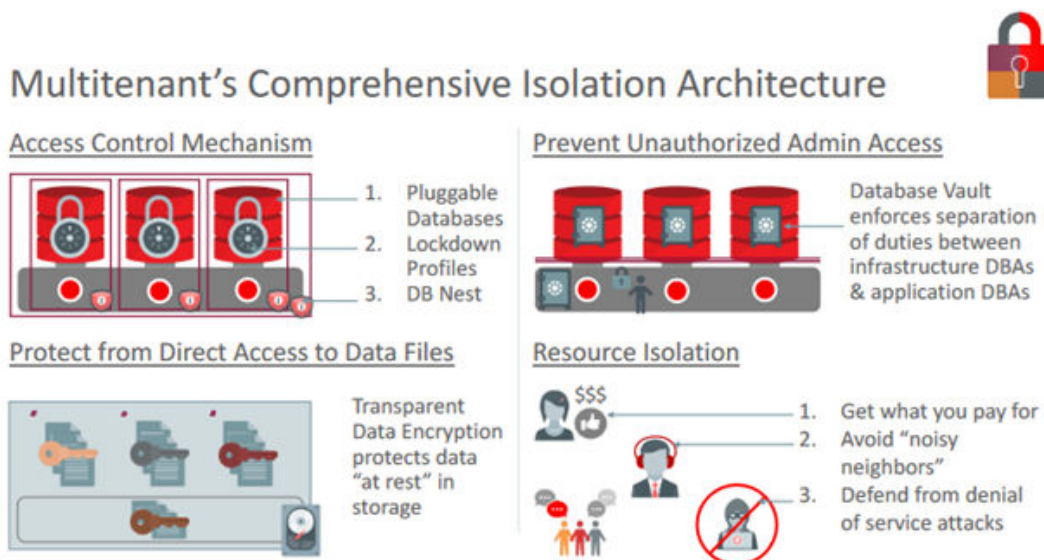 Multitenant's Comprehensive Isolation Architecture
Access Control Mechanism
1. Pluggable
Databases
2. Lockdown
Profiles
3. DB Nest
Prevent Unauthorized Admin Access
Database Vault
enforces separation
of duties between
infrastructure DBAs
& application DBAs
Protect from Direct Access to Data Files
Transparent
Data Encryption
protects data
"at rest" in
storage
Resource Isolation
$$$
1. Get what you pay for
2. Avoid "noisy
neighbors"
3. Defend from denial
of service attacks